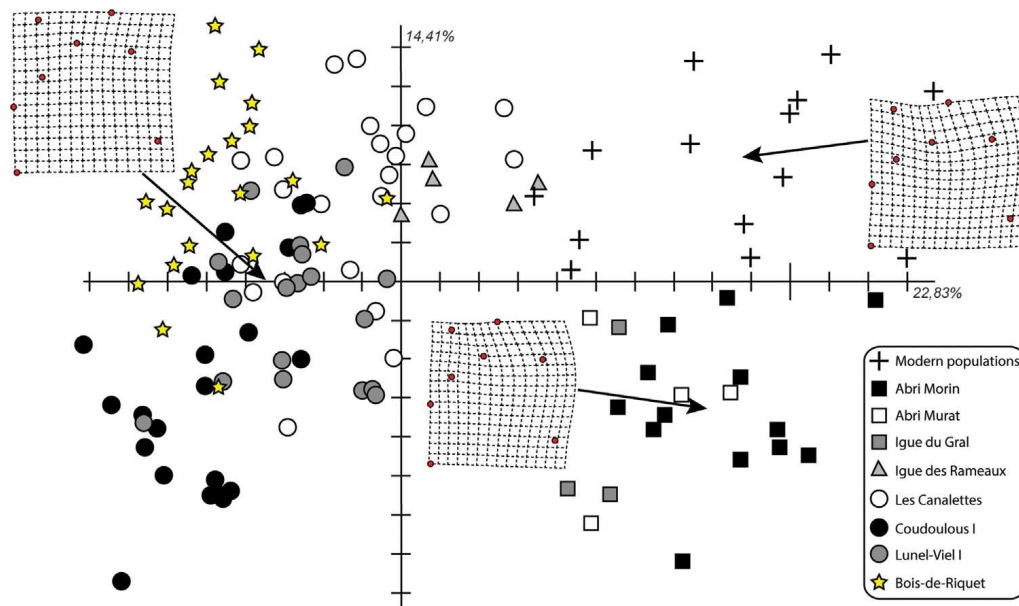 14,41%
22,83%
Modern populations
Abri Morin
Abri Murat
Igue du Gral
Igue des Rameaux
Les Canalettes
Coudoulous I
Lunel-Viel I
Bois-de-Riquet